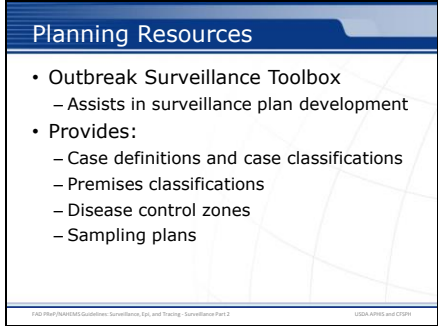 Planning Resources
• Outbreak Surveillance Toolbox
– Assists in surveillance plan development
• Provides:
– Case definitions and case classifications
– Premises classifications
– Disease control zones
– Sampling plans
FAD PReP/NAHEMS Guidelines: Surveillance, Epi, and Tracing - Surveillance Part 2 USDA APHIS and CFSPH